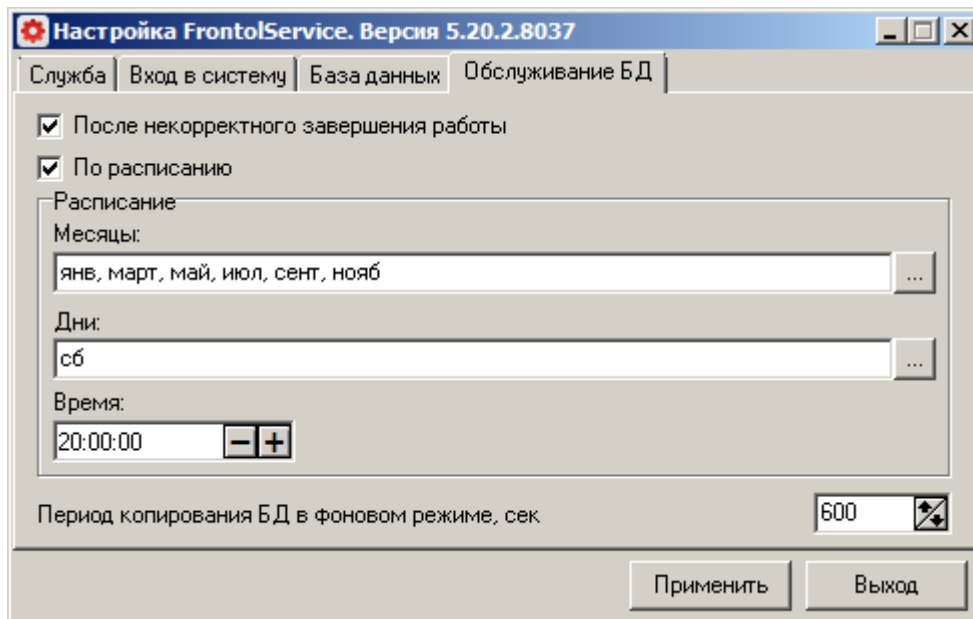 Настройка FrontolService. Версия 5.20.2.8037
Служба Вход в систему База данных Обслуживание БД
После некорректного завершения работы
По расписанию
Расписание
Месяцы:
янв, март, май, июл, сент, нояб
...
Дни:
сб
...
Время:
20:00:00
Период копирования БД в фоновом режиме, сек 600
Применить Выход